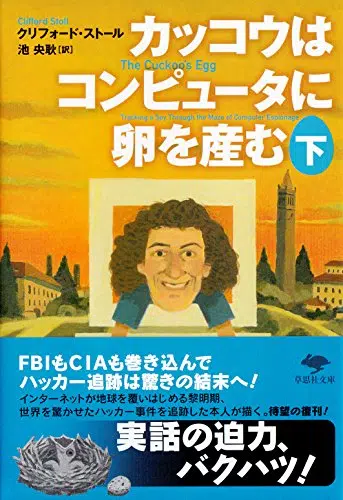 Clifford Stoll
クリフォード・ストール
池 央耿[訳]
カッコウは
The Cuckoo's Egg
コンピュータに
Tracking a Spy Through the Maze of Computer Espionage
卵を産む 下
FBIもCIAも巻き込んで
ハッカー追跡は驚きの結末へ!
インターネットが地球を覆いはじめる黎明期、
世界を驚かせたハッカー事件を追跡した本人が描く。待望の復刊!
草思社文庫
実話の迫力、
バクハツ!